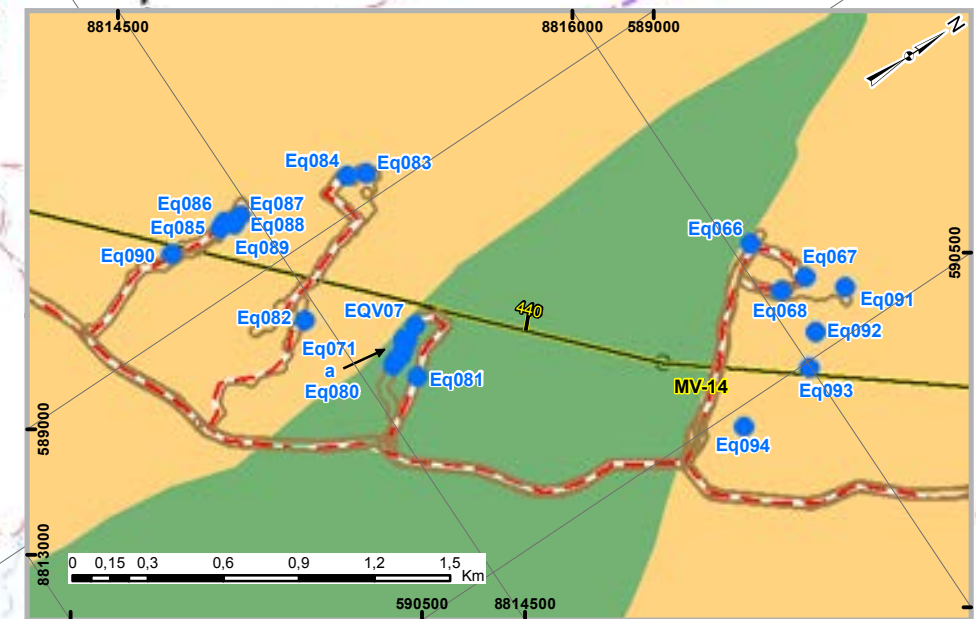 8814500
8816000
589000
N
Eq084
Eq083
Eq086
Eq087
Eq085
Eq088
Eq089
Eq090
Eq066
Eq067
590500
Eq068
Eq091
Eq082
EQV07
440
Eq092
Eq071
a
Eq080
Eq081
MV-14
Eq093
589000
Eq094
8813000
0 0,15 0,3 0,6 0,9 1,2 1,5
Km
590500
8814500